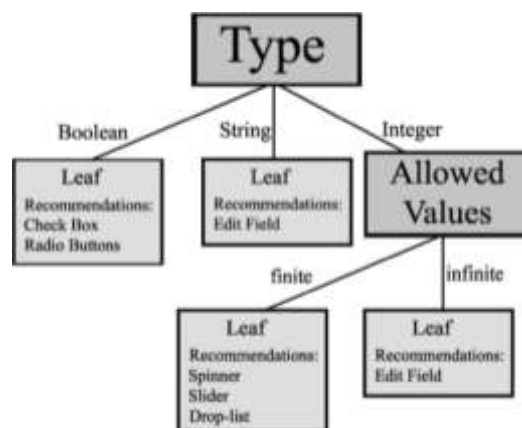 Type
Boolean
String
Integer
Leaf
Recommendations:
Check Box
Radio Buttons
Leaf
Recommendations:
Edit Field
Allowed
Values
finite
infinite
Leaf
Recommendations:
Spinner
Slider
Drop-list
Leaf
Recommendations:
Edit Field